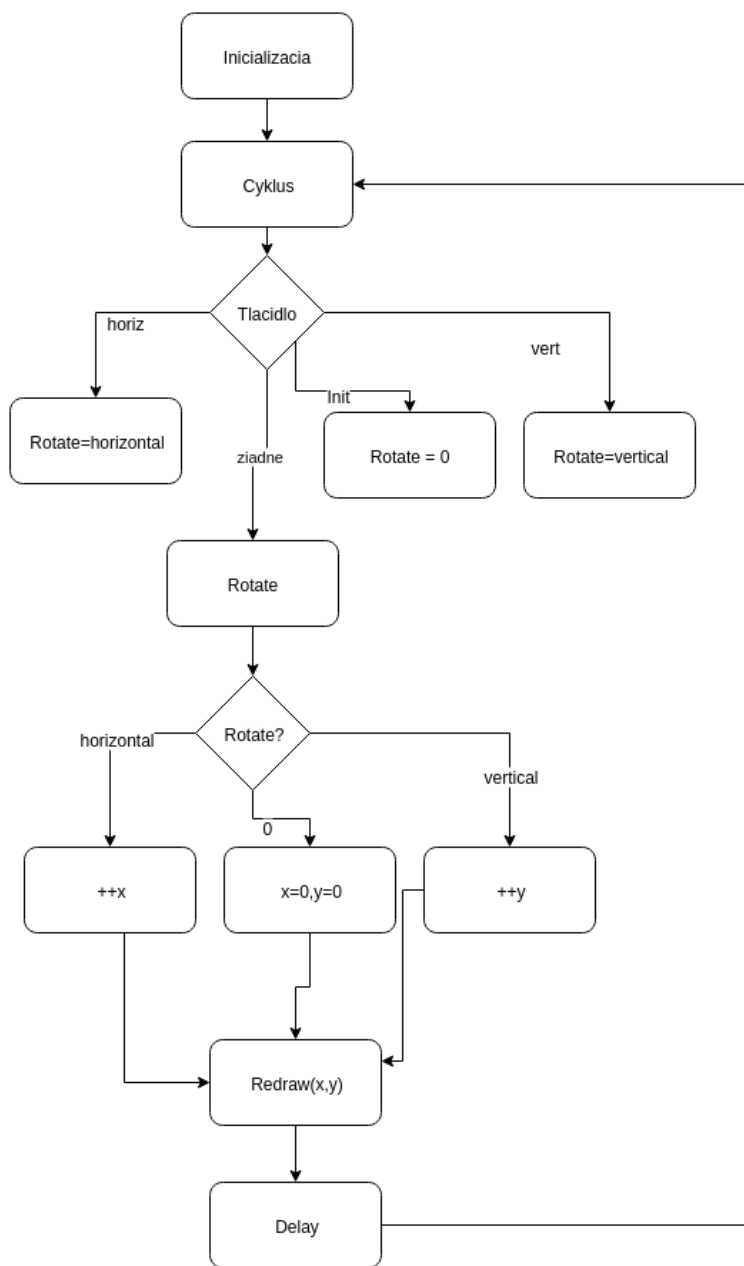 Inicializacia
Cyklus
Tlacidlo
horiz
vert
Init
Rotate=horizontal
Rotate = 0
Rotate=vertical
ziadne
Rotate
Rotate?
horizontal
vertical
0
++x
x=0,y=0
++y
Redraw(x,y)
Delay